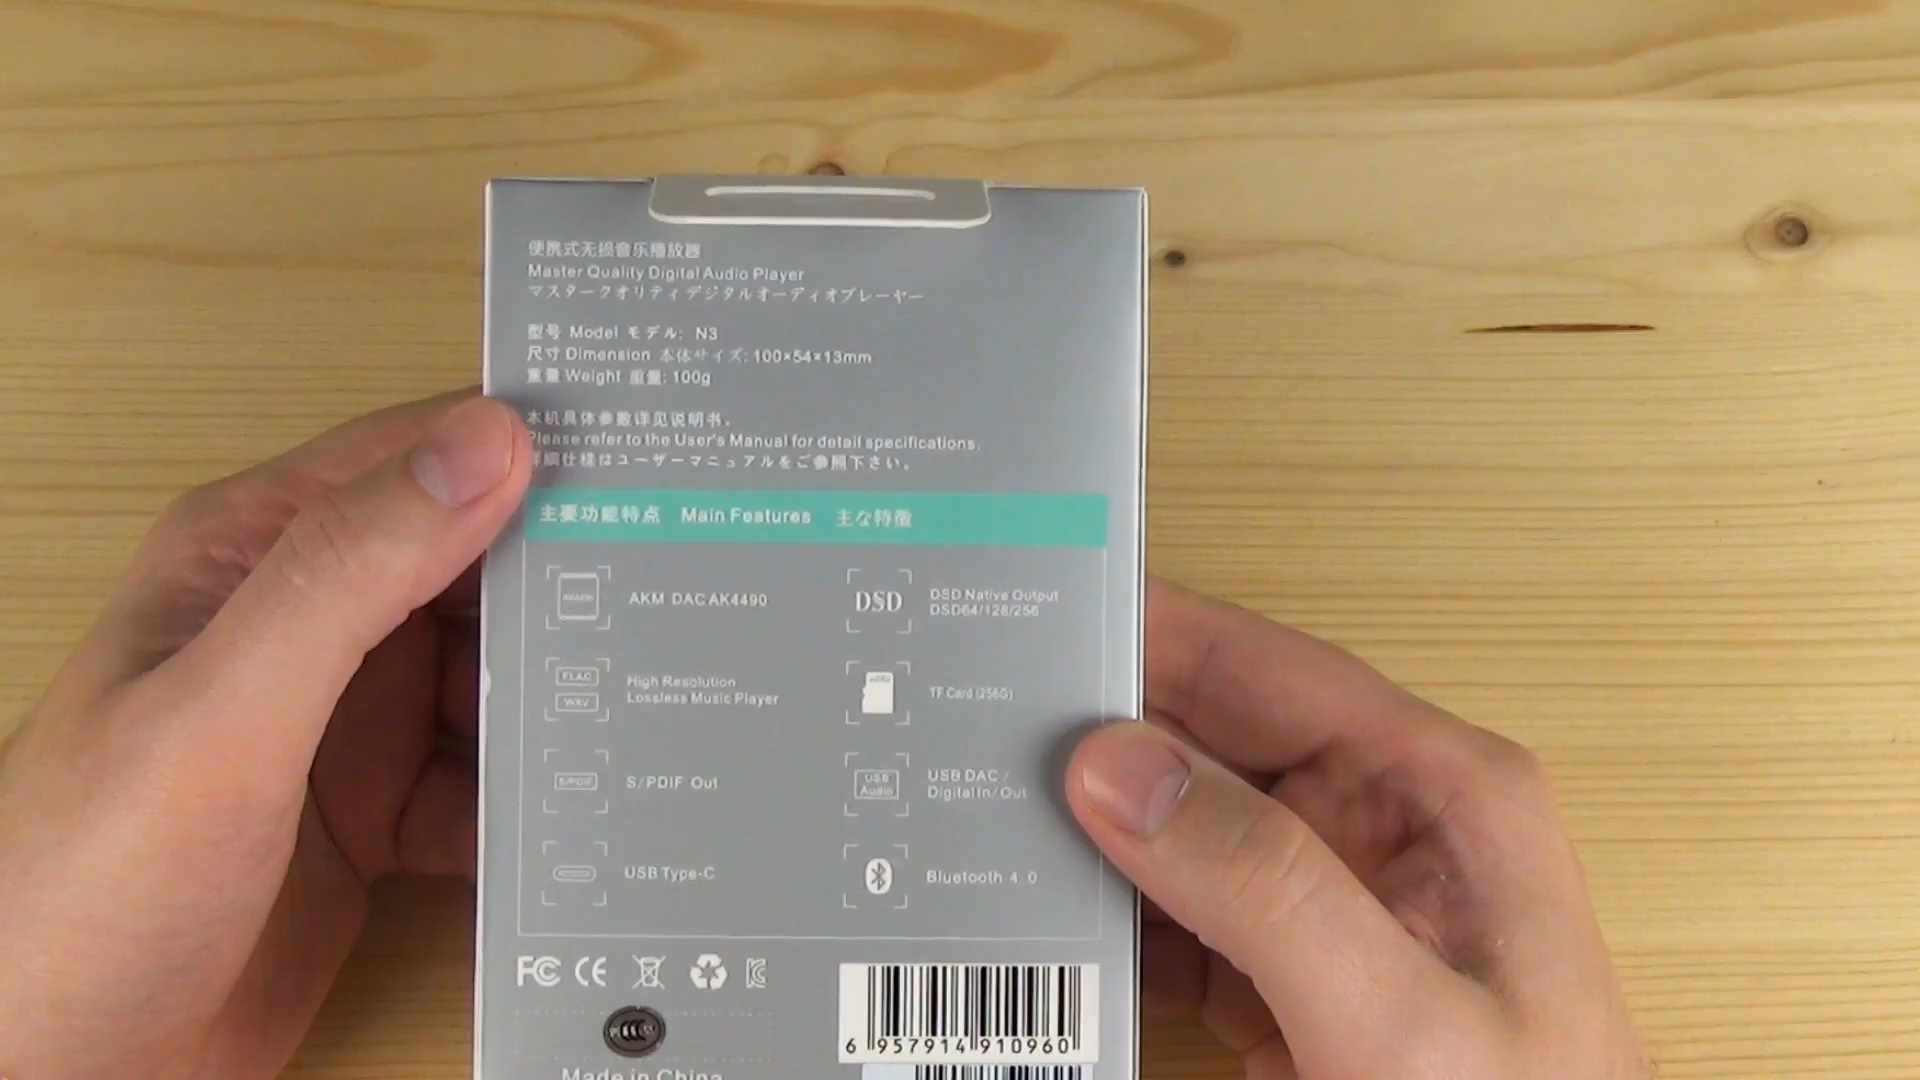 便携式无损音乐播放器
Master Quality Digital Audio Player
マスタークオリティデジタルオーディオプレーヤー
型号 Model モデル: N3
尺寸 Dimension 本体サイズ: 100×54×13mm
重量 Weight 重量: 100g
本机具体参数详见说明书。
Please refer to the User's Manual for detail specifications.
詳細仕様はユーザーマニュアルをご参照下さい。
主要功能特点 Main Features 主な特徴
AKM DAC AK4490
DSD
DSD Native Output
DSD64/128/256
FLAC
WAV
High Resolution
Lossless Music Player
TF Card (256G)
S/PDIF
S/PDIF Out
USB
Audio
USB DAC /
Digital In/Out
USB Type-C
Bluetooth 4.0
FC CE
CCC
6 957914 910960
Made in China